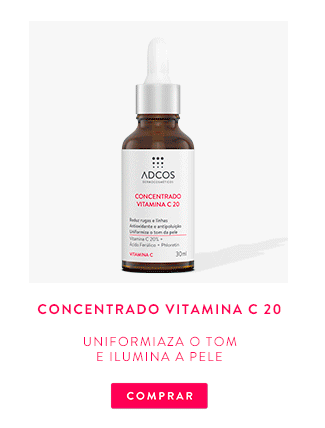 ADCOS
DERMOCOSMÉTICOS
CONCENTRADO
VITAMINA C 20
Reduz rugas e linhas
Antioxidante e antipoluição
Uniformiza o tom da pele
Vitamina C 20% +
Ácido Ferúlico + Phloretin
VITAMINA C
30ml
CONCENTRADO VITAMINA C 20
UNIFORMIAZA O TOM
E ILUMINA A PELE
COMPRAR